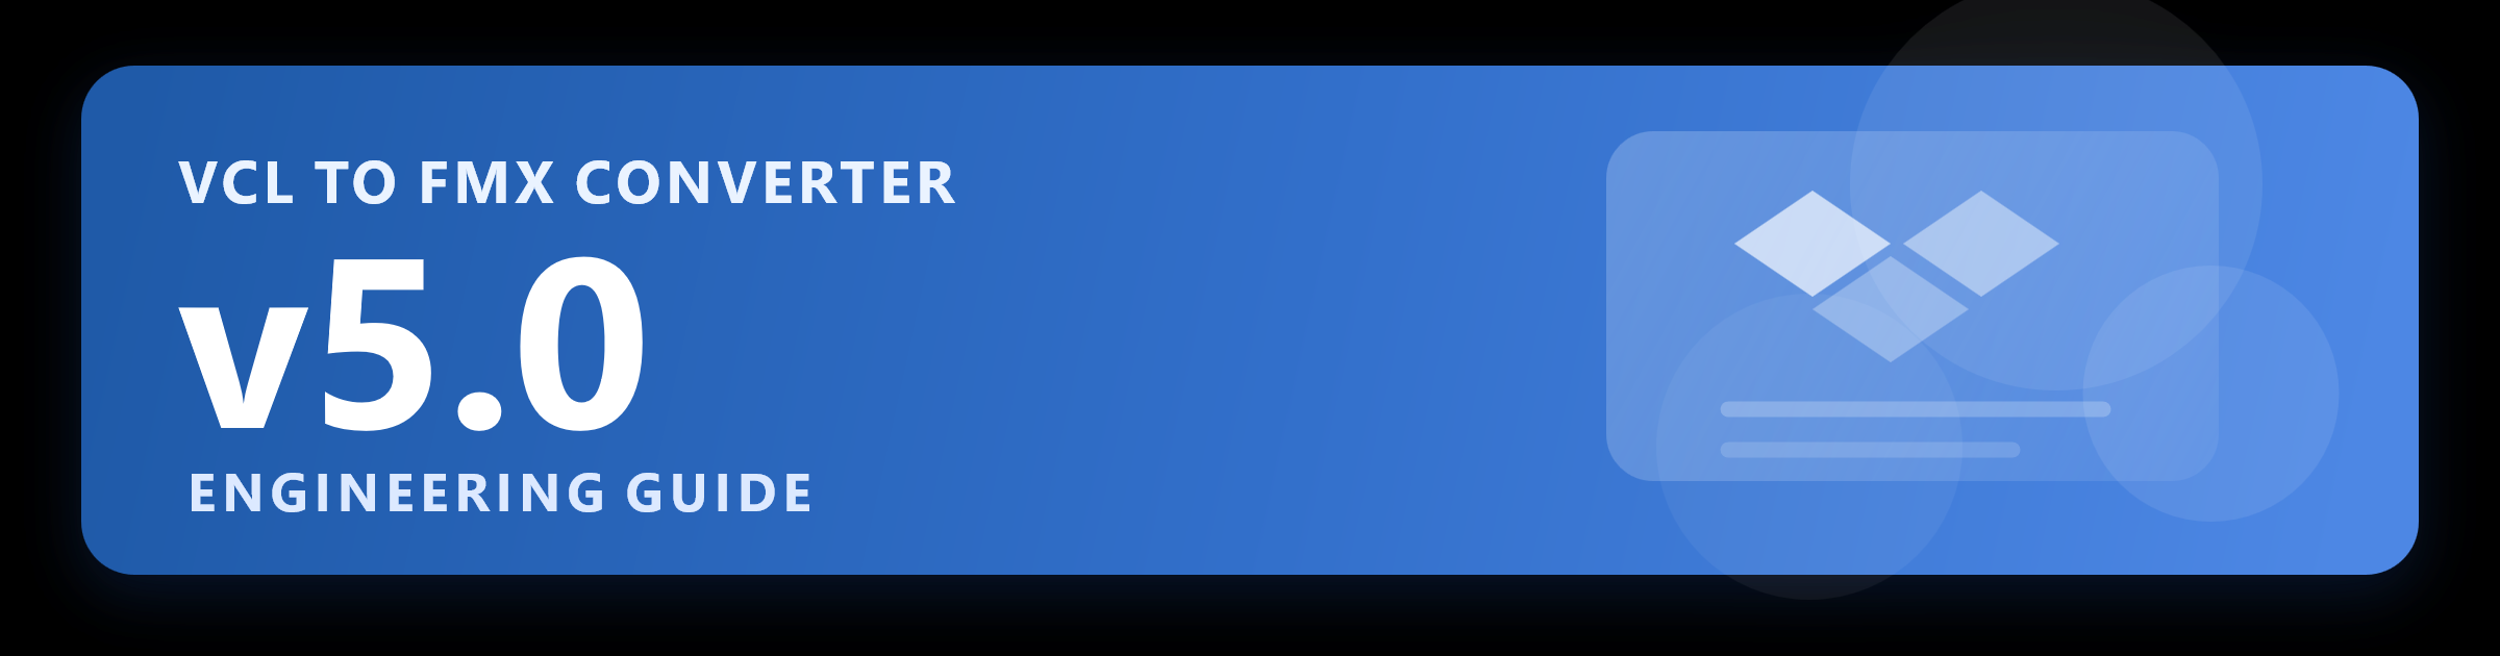 VCL TO FMX CONVERTER
v5.0
ENGINEERING GUIDE